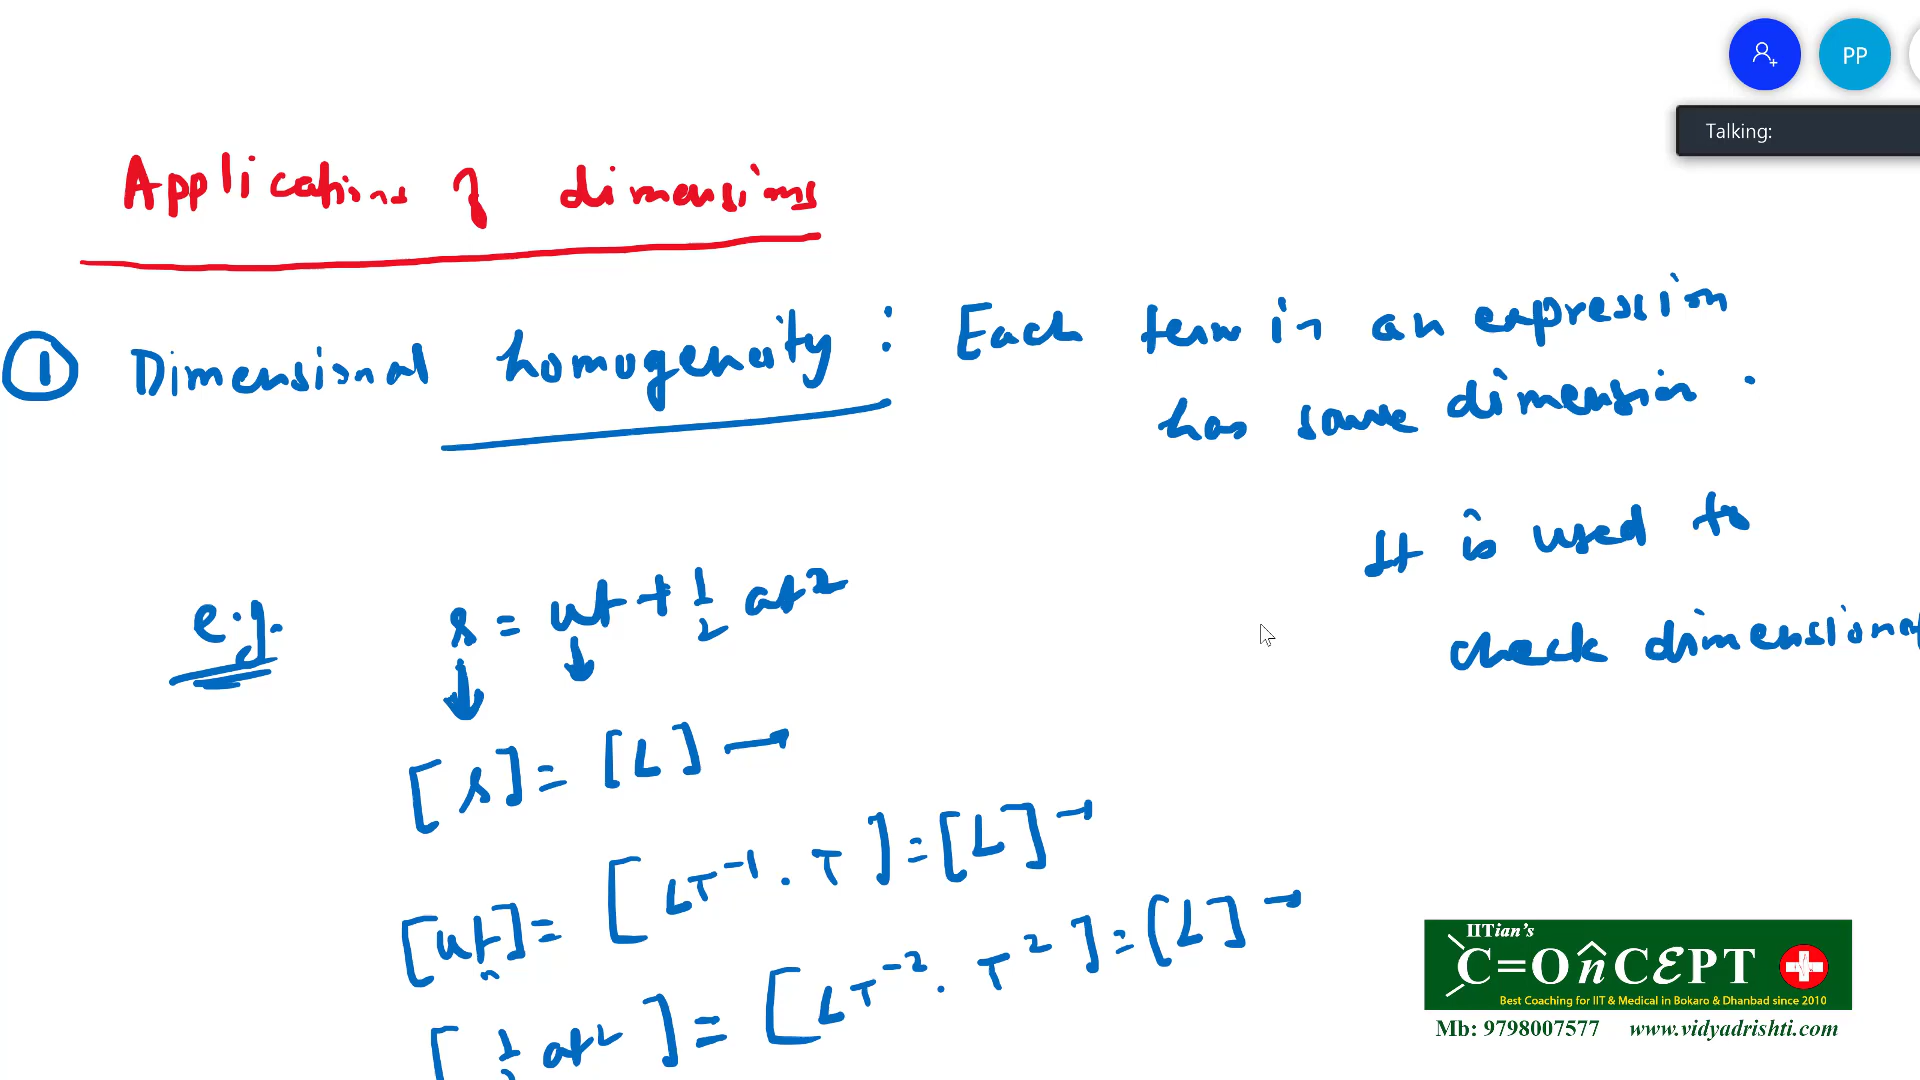 PP
Talking:
Applications of dimensions
① Dimensional homogeneity : Each term in an expression
has same dimension .
It is used to
check dimensional
e.g. s = ut + 1/2 at²
[s] = [L] →
[ut] = [LT⁻¹ . T] = [L] →
[1/2 at²] = [LT⁻² . T²] = [L] →
IITian's
C=OnCEPT
Best Coaching for IIT & Medical in Bokaro & Dhanbad since 2010
Mb: 9798007577 www.vidyadrishti.com